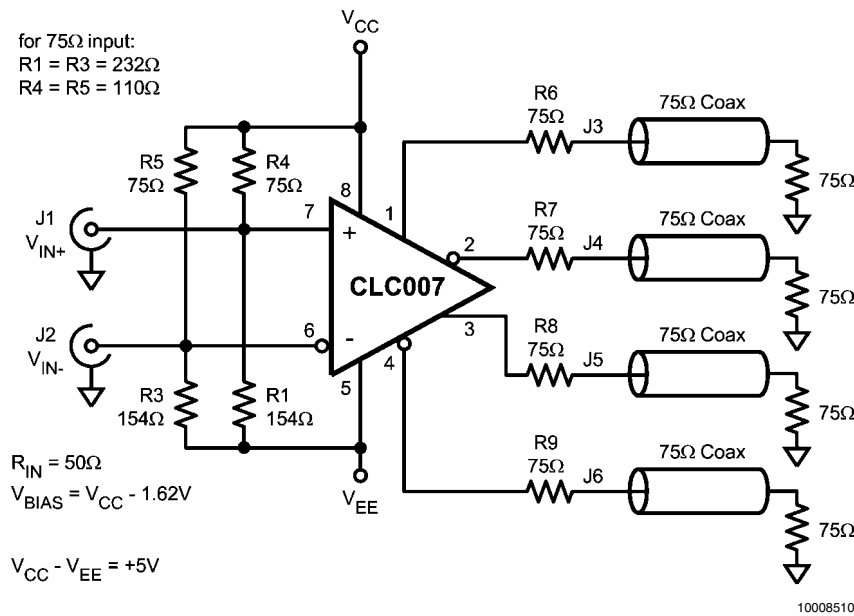 for 75Ω input:
R1 = R3 = 232Ω
R4 = R5 = 110Ω
V_CC
R5
75Ω
R4
75Ω
8
1
7
+
J1
V_IN+
2
CLC007
3
J2
V_IN-
6
-
4
5
R3
154Ω
R1
154Ω
V_EE
R_IN = 50Ω
V_BIAS = V_CC - 1.62V
V_CC - V_EE = +5V
R6
75Ω
J3
75Ω Coax
75Ω
R7
75Ω
J4
75Ω Coax
75Ω
R8
75Ω
J5
75Ω Coax
75Ω
R9
75Ω
J6
75Ω Coax
75Ω
10008510